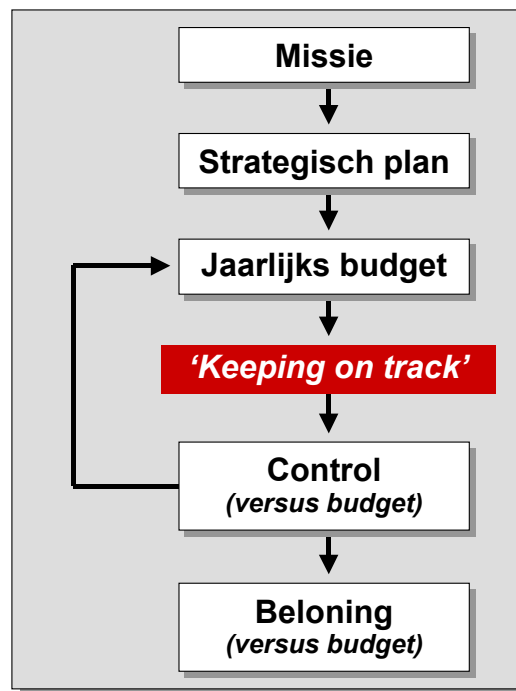 Missie
Strategisch plan
Jaarlijks budget
‘Keeping on track’
Control
(versus budget)
Beloning
(versus budget)